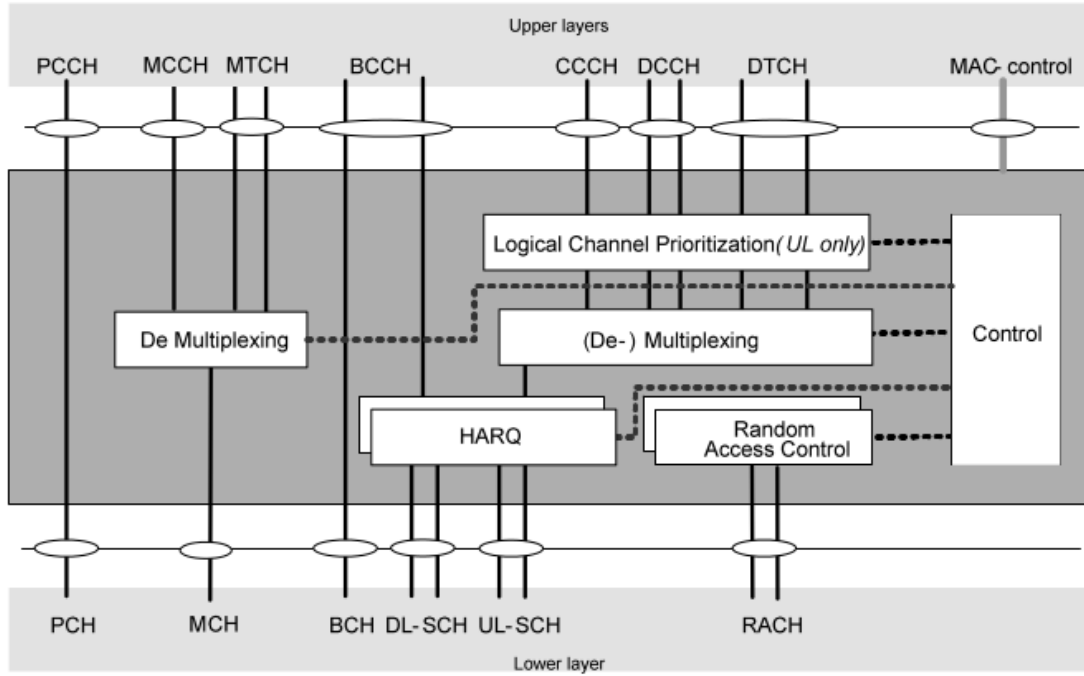 Upper layers
PCCH MCCH MTCH BCCH CCCH DCCH DTCH MAC- control
Logical Channel Prioritization(UL only)
De Multiplexing
(De-) Multiplexing
Control
HARQ
Random
Access Control
PCH MCH BCH DL-SCH UL-SCH RACH
Lower layer